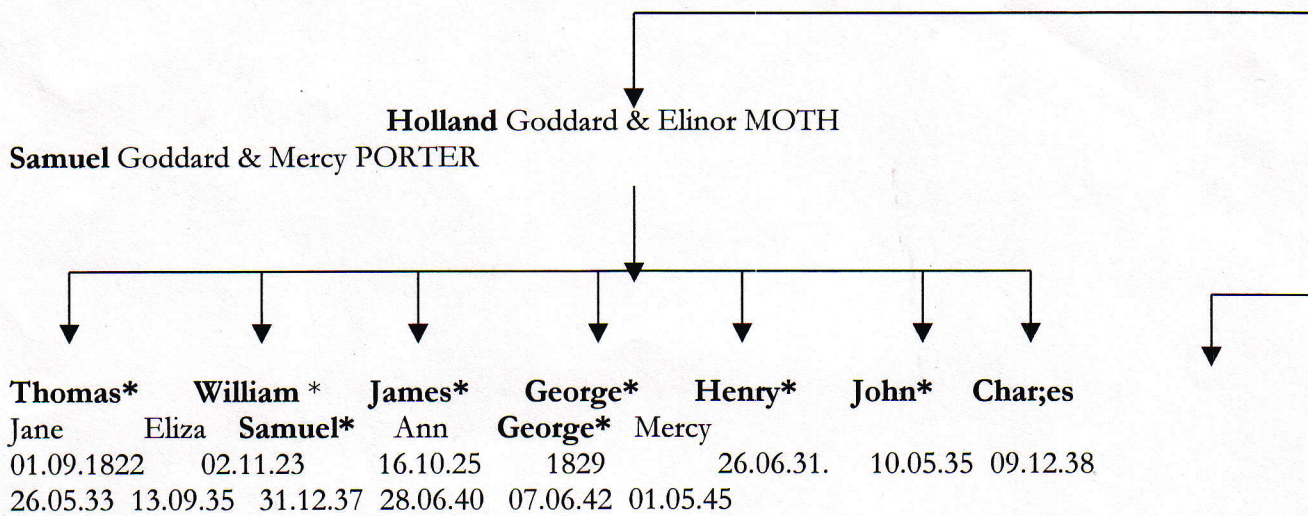 Holland Goddard & Elinor MOTH
Samuel Goddard & Mercy PORTER
Thomas* William * James* George* Henry* John* Char;es
Jane Eliza Samuel* Ann George* Mercy
01.09.1822 02.11.23 16.10.25 1829 26.06.31. 10.05.35 09.12.38
26.05.33 13.09.35 31.12.37 28.06.40 07.06.42 01.05.45